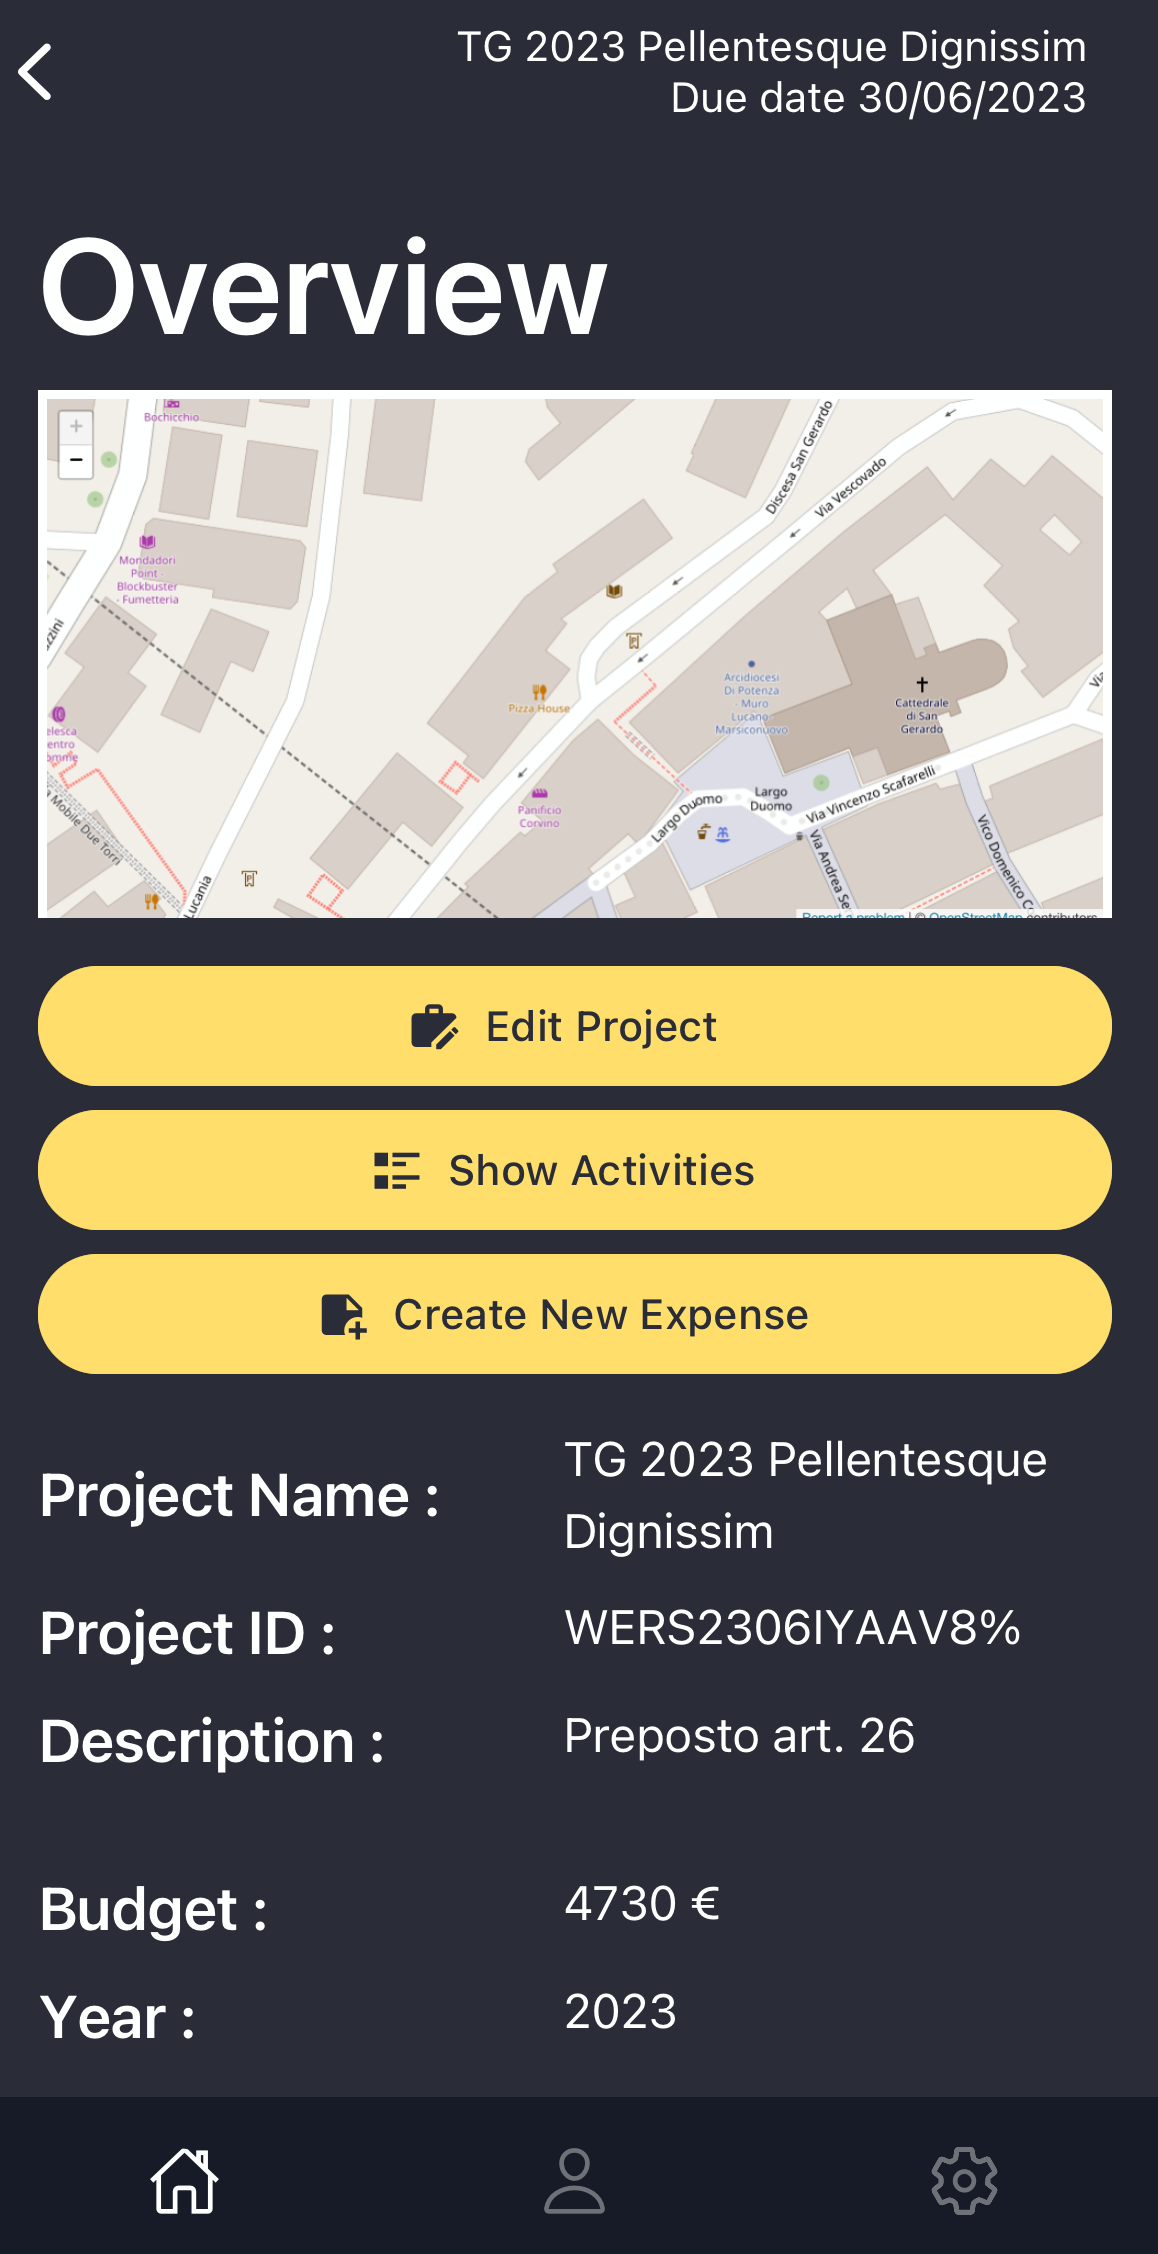 TG 2023 Pellentesque Dignissim
Due date 30/06/2023
Overview
+
−
Bochicchio
Mondadori
Point -
Blockbuster
- Fumetteria
zzini
elesca
entro
omme
Mobile Due Torri
Lucania
Pizza House
Panificio
Corvino
Discesa San Gerardo
Via Vescovado
Arcidiocesi
Di Potenza
- Muro
Lucano -
Marsiconuovo
Cattedrale
di San
Gerardo
Via
Largo Duomo
Largo
Duomo
Via Vincenzo Scafarelli
Via Andrea Se
Vico Domenico Co
Report a problem | © OpenStreetMap contributors
Edit Project
Show Activities
Create New Expense
Project Name :
TG 2023 Pellentesque
Dignissim
Project ID :
WERS2306IYAAV8%
Description :
Preposto art. 26
Budget :
4730 €
Year :
2023